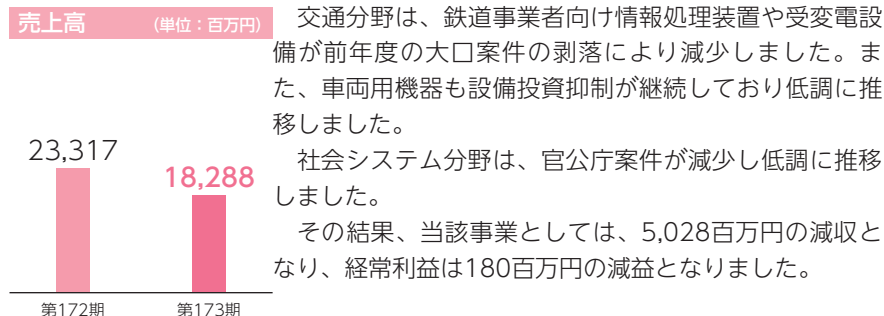 売上高 (単位：百万円)
23,317
18,288
第172期 第173期
　交通分野は、鉄道事業者向け情報処理装置や受変電設
備が前年度の大口案件の剥落により減少しました。ま
た、車両用機器も設備投資抑制が継続しており低調に推
移しました。
　社会システム分野は、官公庁案件が減少し低調に推移
しました。
　その結果、当該事業としては、5,028百万円の減収と
なり、経常利益は180百万円の減益となりました。